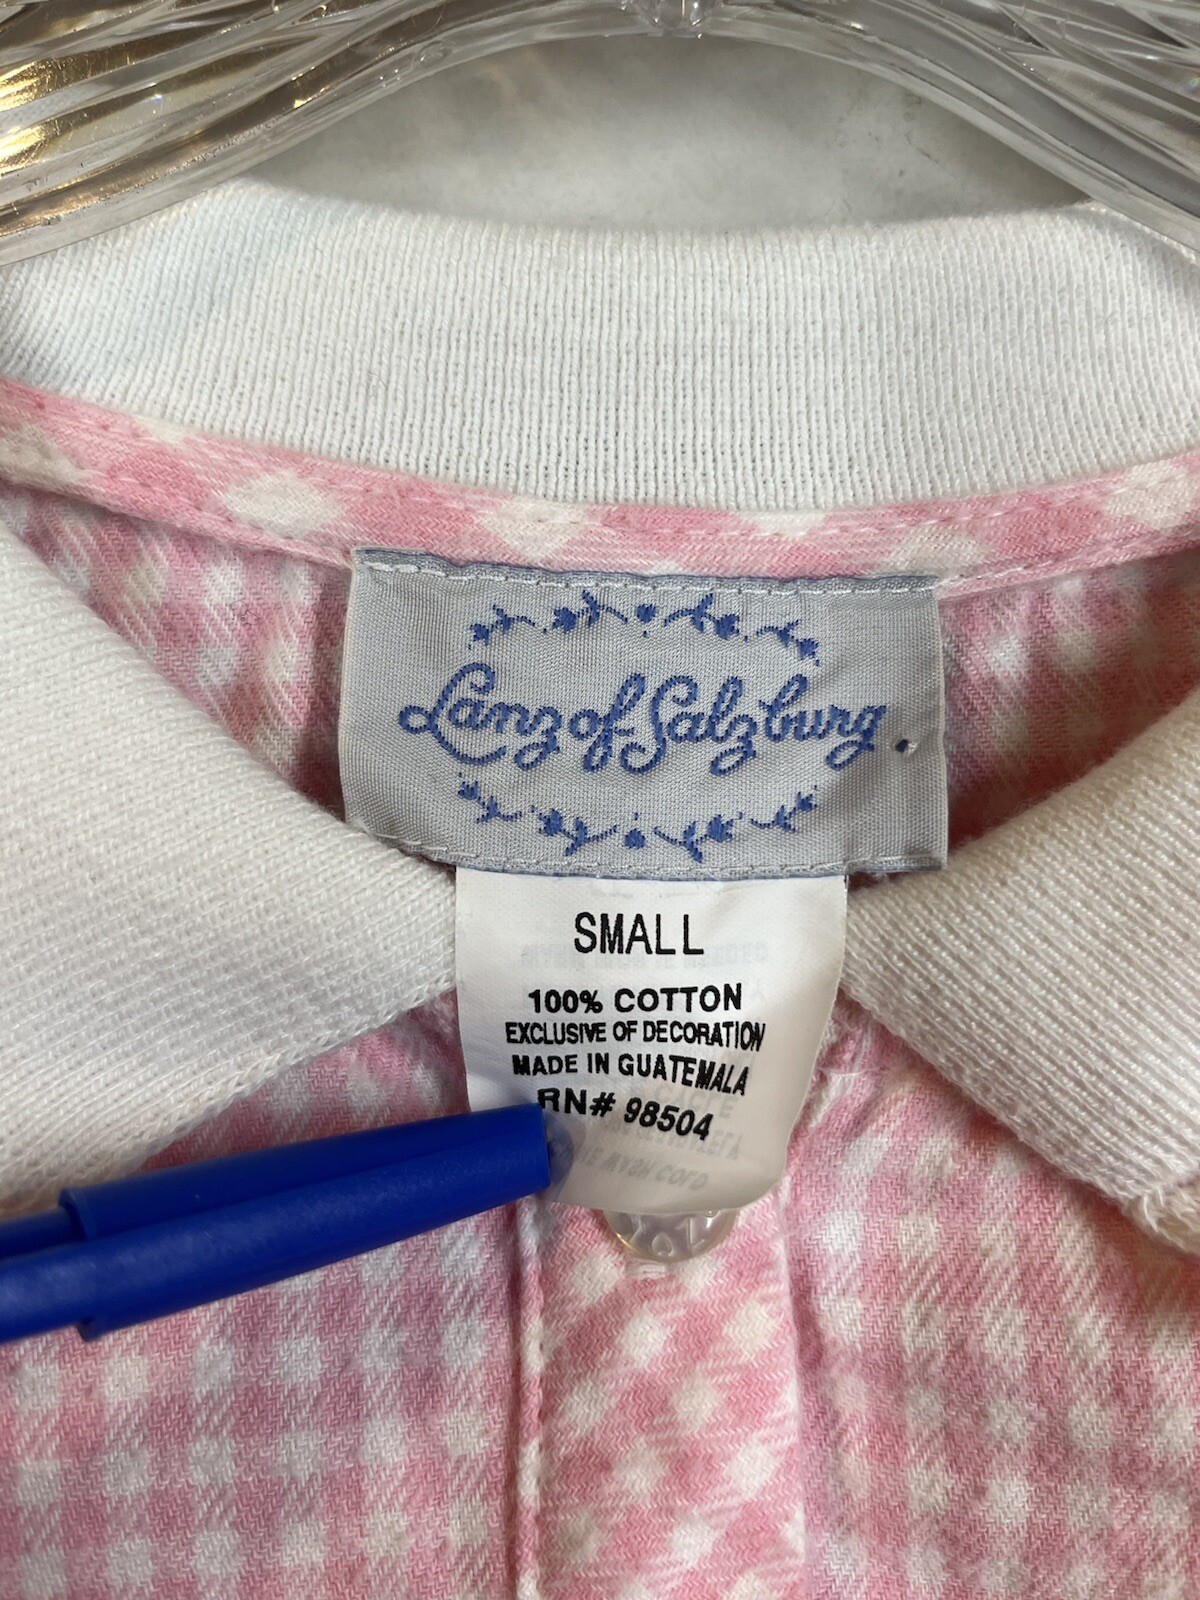 Lanz of Salzburg
SMALL
100% COTTON
EXCLUSIVE OF DECORATION
MADE IN GUATEMALA
RN# 98504